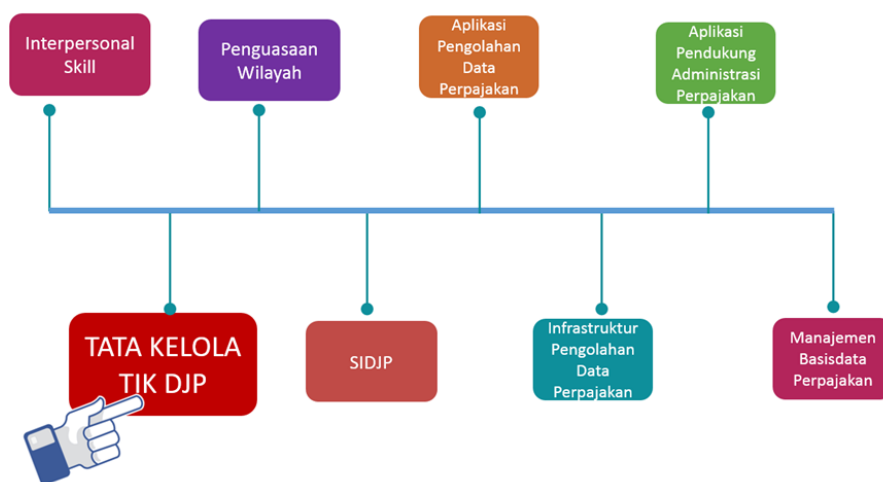 Interpersonal
Skill
Penguasaan
Wilayah
Aplikasi
Pengolahan
Data
Perpajakan
Aplikasi
Pendukung
Administrasi
Perpajakan
TATA KELOLA
TIK DJP
SIDJP
Infrastruktur
Pengolahan
Data
Perpajakan
Manajemen
Basisdata
Perpajakan